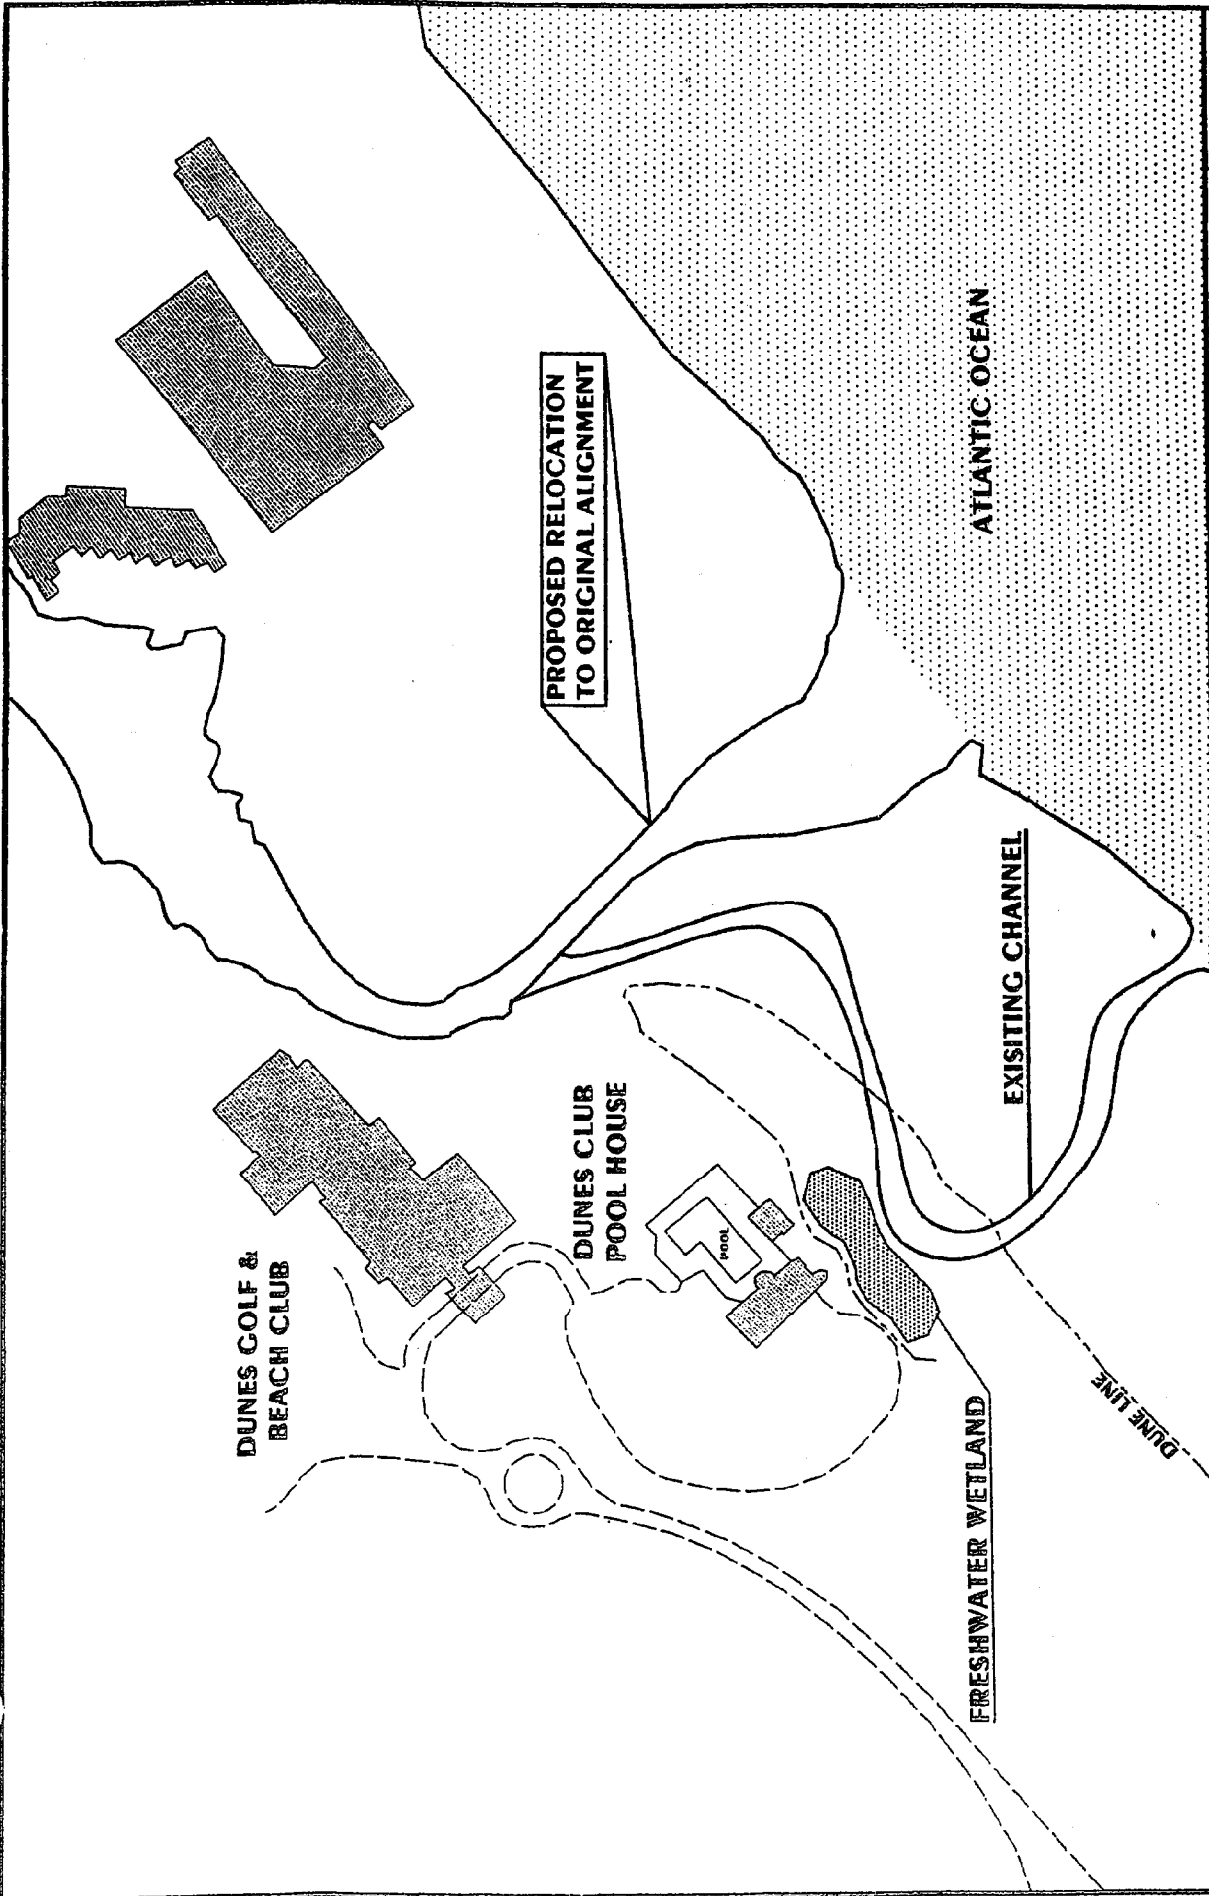 PROPOSED RELOCATION
TO ORIGINAL ALIGNMENT
ATLANTIC OCEAN
DUNES GOLF &
BEACH CLUB
DUNES CLUB
POOL HOUSE
POOL
EXISITING CHANNEL
FRESHWATER WETLAND
DUNE LINE